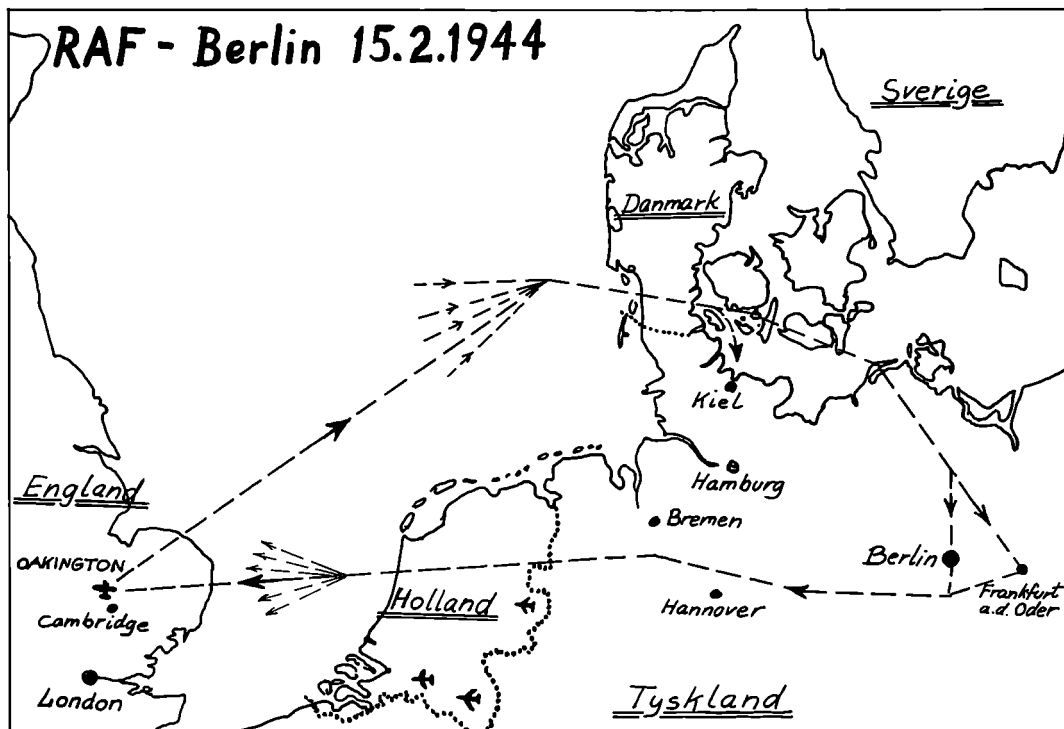 RAF - Berlin 15.2.1944
Sverige
Danmark
Kiel
Hamburg
England
Bremen
OAKINGTON
Berlin
Holland
Hannover
Frankfurt
a.d. Oder
Cambridge
London
Tyskland